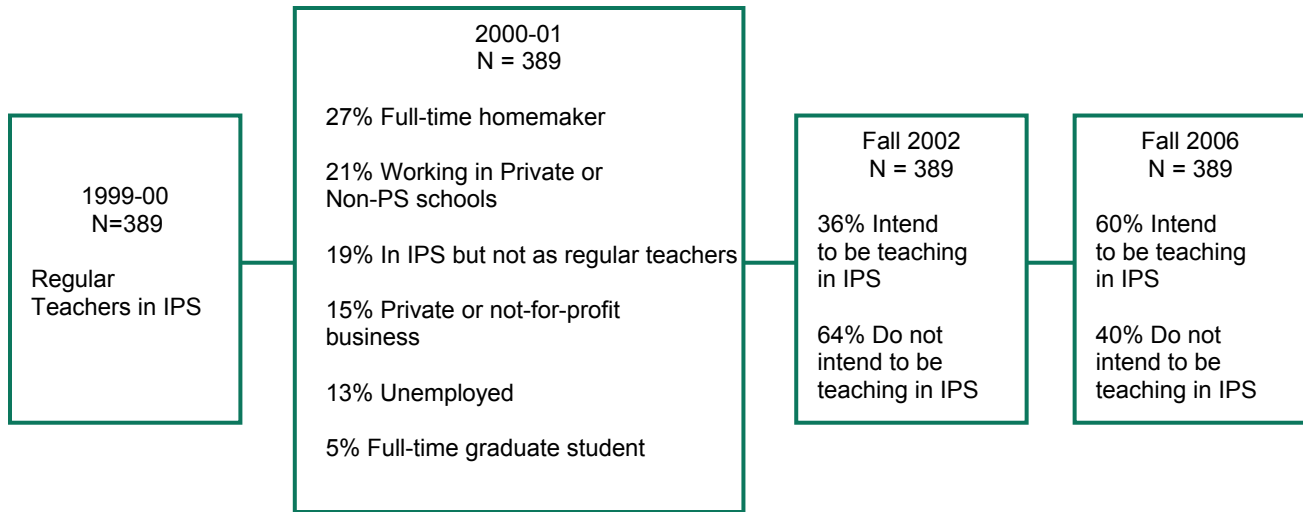 1999-00
N=389
Regular
Teachers in IPS
2000-01
N = 389
27% Full-time homemaker
21% Working in Private or
Non-PS schools
19% In IPS but not as regular teachers
15% Private or not-for-profit
business
13% Unemployed
5% Full-time graduate student
Fall 2002
N = 389
36% Intend
to be teaching
in IPS
64% Do not
intend to be
teaching in IPS
Fall 2006
N = 389
60% Intend
to be teaching
in IPS
40% Do not
intend to be
teaching in IPS